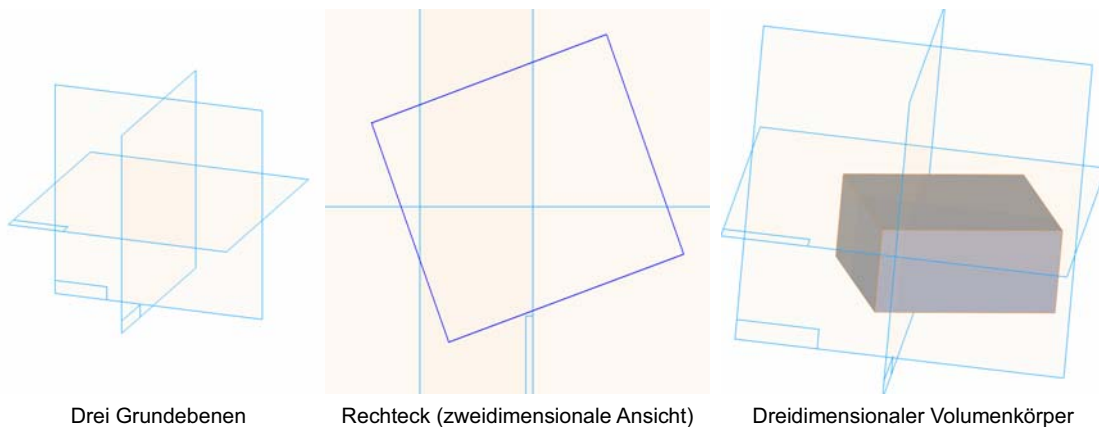 Drei Grundebenen
Rechteck (zweidimensionale Ansicht)
Dreidimensionaler Volumenkörper